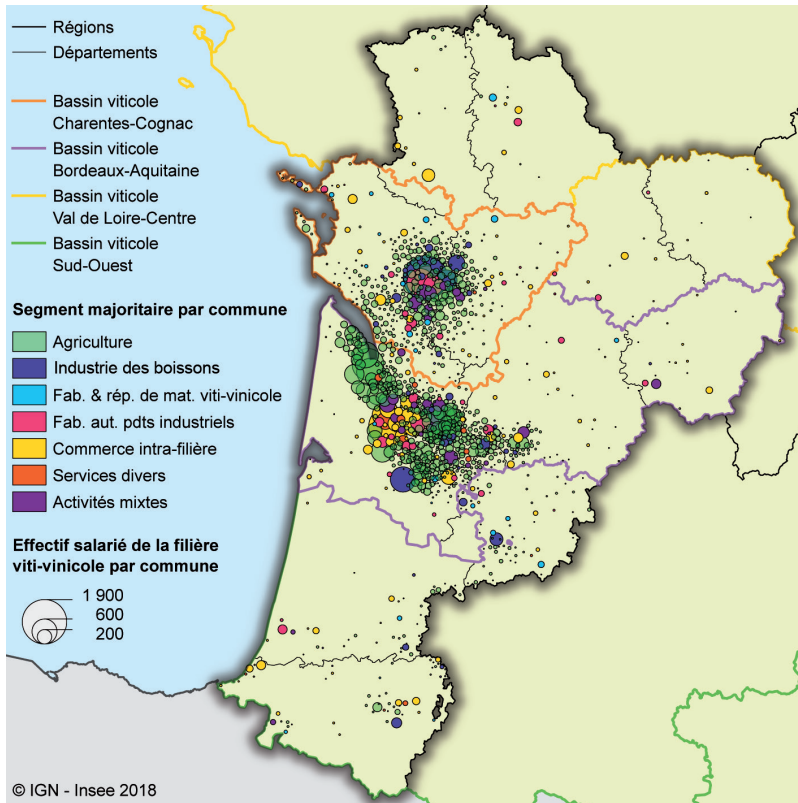 Régions
Départements
Bassin viticole
Charentes-Cognac
Bassin viticole
Bordeaux-Aquitaine
Bassin viticole
Val de Loire-Centre
Bassin viticole
Sud-Ouest
Segment majoritaire par commune
Agriculture
Industrie des boissons
Fab. & rép. de mat. viti-vinicole
Fab. aut. pdts industriels
Commerce intra-filière
Services divers
Activités mixtes
Effectif salarié de la filière
viti-vinicole par commune
1 900
600
200
© IGN - Insee 2018